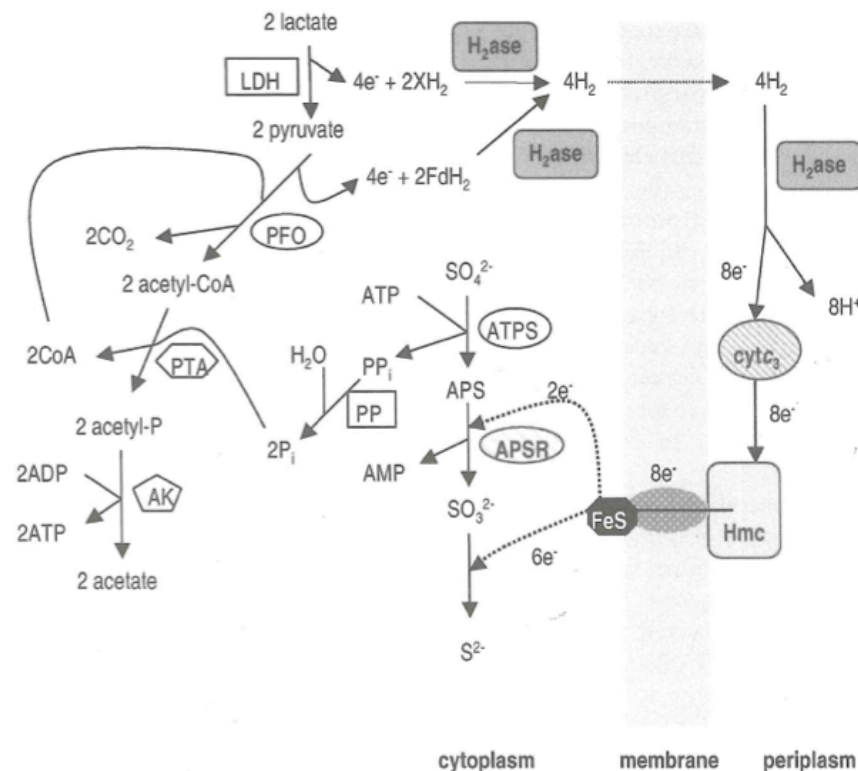 2 lactate
H₂ase
LDH
4e⁻ + 2XH₂
4H₂
4H₂
2 pyruvate
H₂ase
H₂ase
4e⁻ + 2FdH₂
2CO₂
PFO
2 acetyl-CoA
SO₄²⁻
8e⁻
8H⁺
ATP
ATPS
2CoA
H₂O
PPᵢ
cytc₃
PTA
APS
2e⁻
PP
8e⁻
2 acetyl-P
2Pᵢ
AMP
APSR
2ADP
8e⁻
AK
SO₃²⁻
FeS
Hmc
2ATP
6e⁻
2 acetate
S²⁻
cytoplasm membrane periplasm